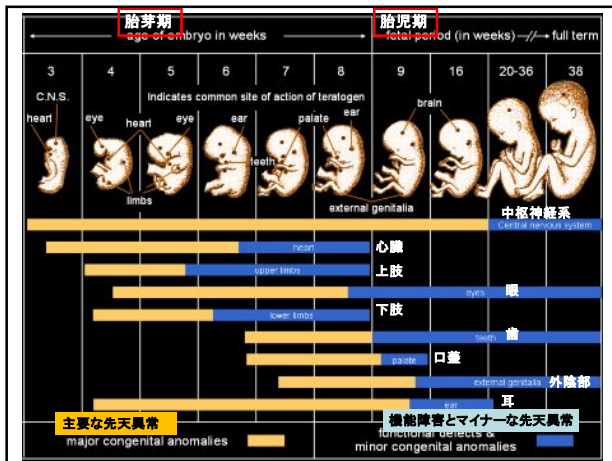 胎芽期
胎児期
age of embryo in weeks
fetal period (in weeks)
full term
3 4 5 6 7 8 9 16 20-36 38
C.N.S.
Indicates common site of action of teratogen
heart
eye
heart
eye
ear
palate
ear
brain
teeth
limbs
external genitalia
中枢神経系
Central nervous system
heart 心臓
upper limbs 上肢
eyes 眼
lower limbs 下肢
teeth 歯
palate 口蓋
external genitalia 外陰部
ear 耳
主要な先天異常
機能障害とマイナーな先天異常
major congenital anomalies
functional defects &
minor congenital anomalies